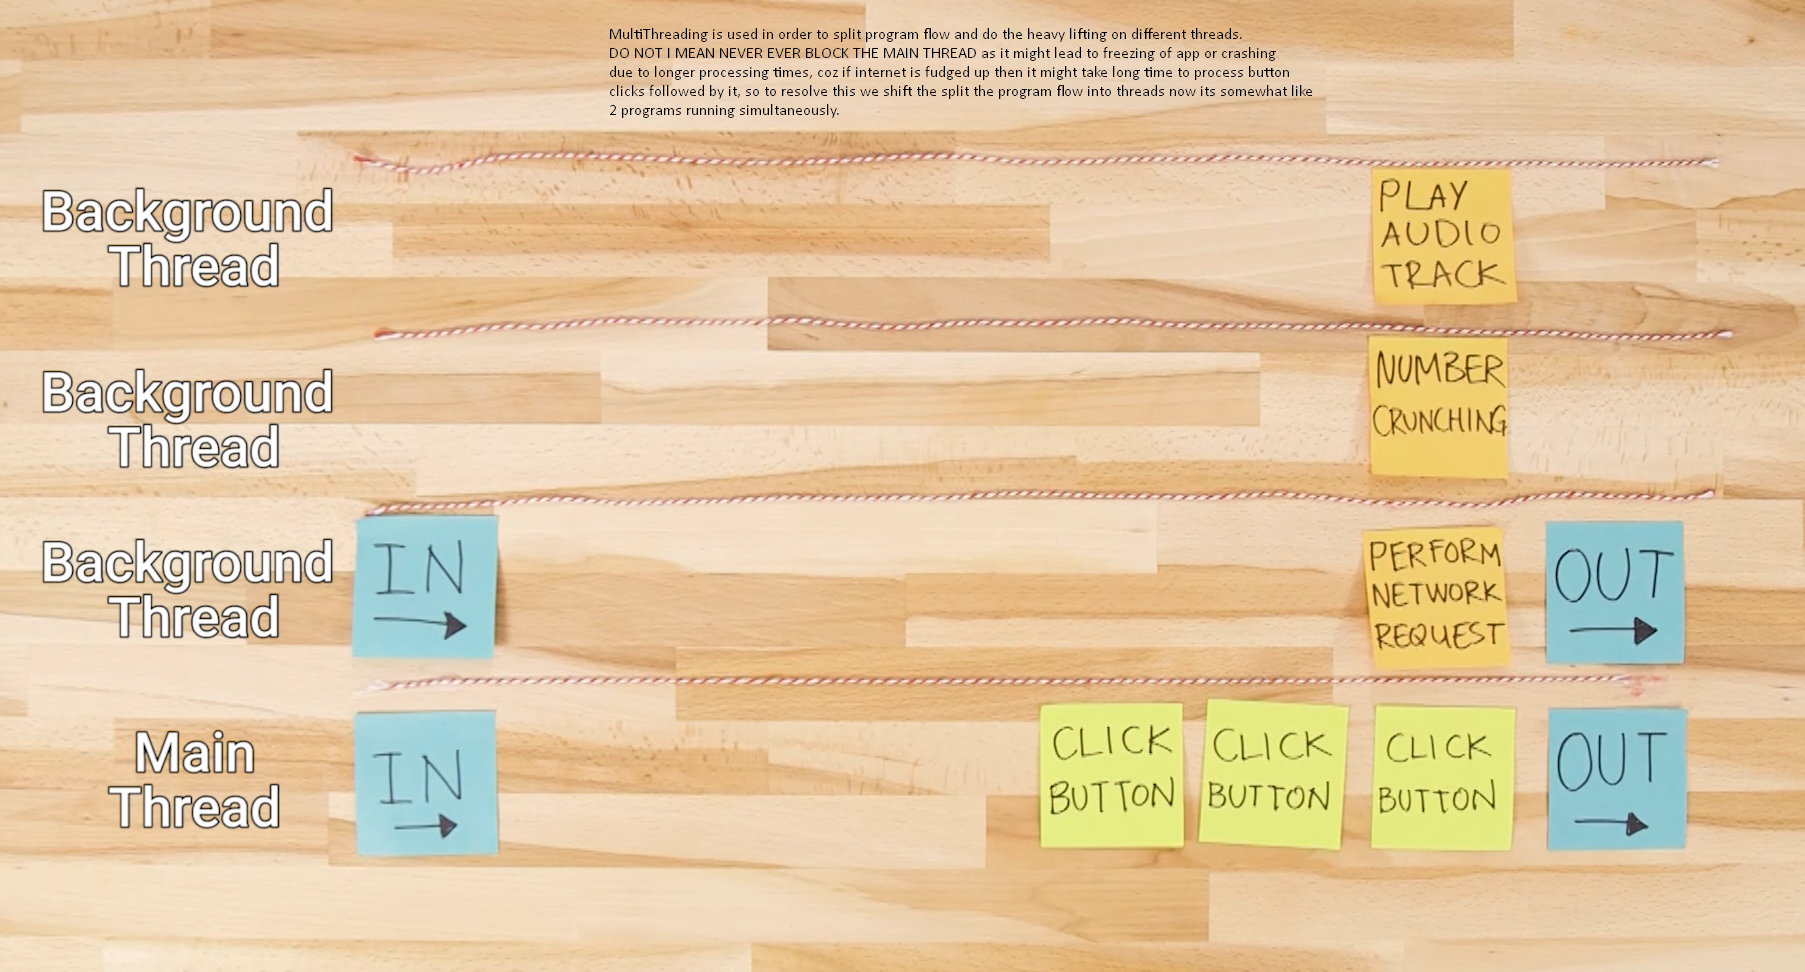 MultiThreading is used in order to split program flow and do the heavy lifting on different threads.
DO NOT I MEAN NEVER EVER BLOCK THE MAIN THREAD as it might lead to freezing of app or crashing
due to longer processing times, coz if internet is fudged up then it might take long time to process button
clicks followed by it, so to resolve this we shift the split the program flow into threads now its somewhat like
2 programs running simultaneously.
Background
Thread
PLAY
AUDIO
TRACK
Background
Thread
NUMBER
CRUNCHING
Background
Thread
IN
PERFORM
NETWORK
REQUEST
OUT
Main
Thread
IN
CLICK
BUTTON
CLICK
BUTTON
CLICK
BUTTON
OUT